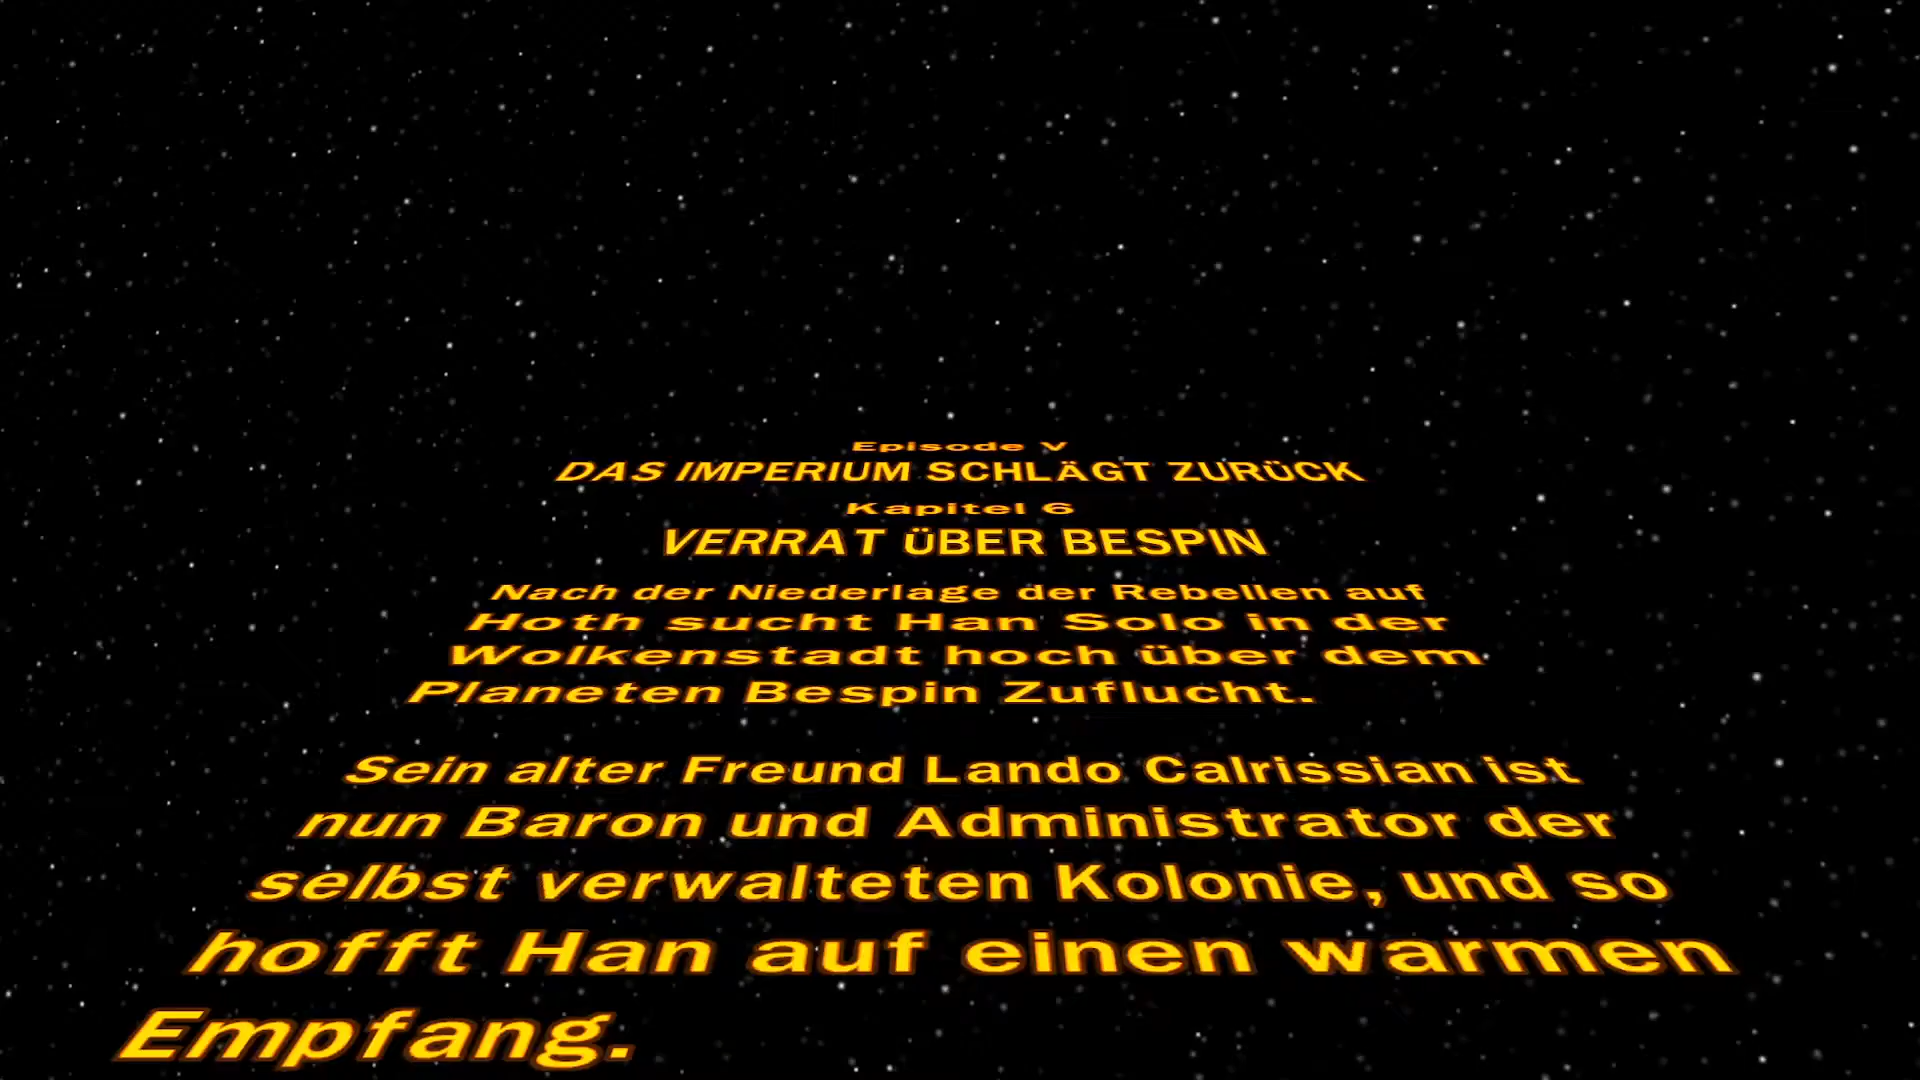 Episode V
DAS IMPERIUM SCHLÄGT ZURÜCK
Kapitel 6
VERRAT ÜBER BESPIN
Nach der Niederlage der Rebellen auf
Hoth sucht Han Solo in der
Wolkenstadt hoch über dem
Planeten Bespin Zuflucht.
Sein alter Freund Lando Calrissian ist
nun Baron und Administrator der
selbst verwalteten Kolonie, und so
hofft Han auf einen warmen
Empfang.